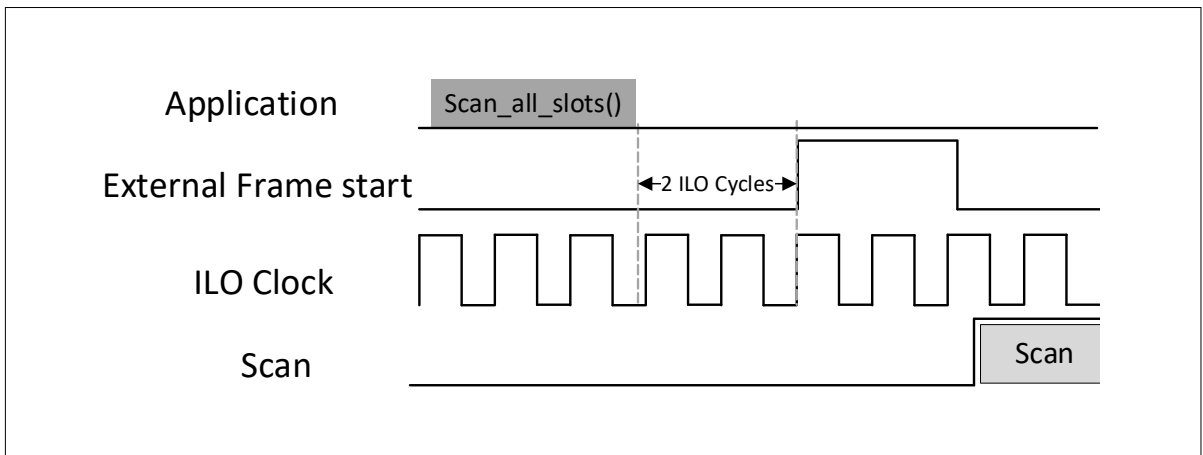 Application
Scan_all_slots()
External Frame start
2 ILO Cycles
ILO Clock
Scan
Scan